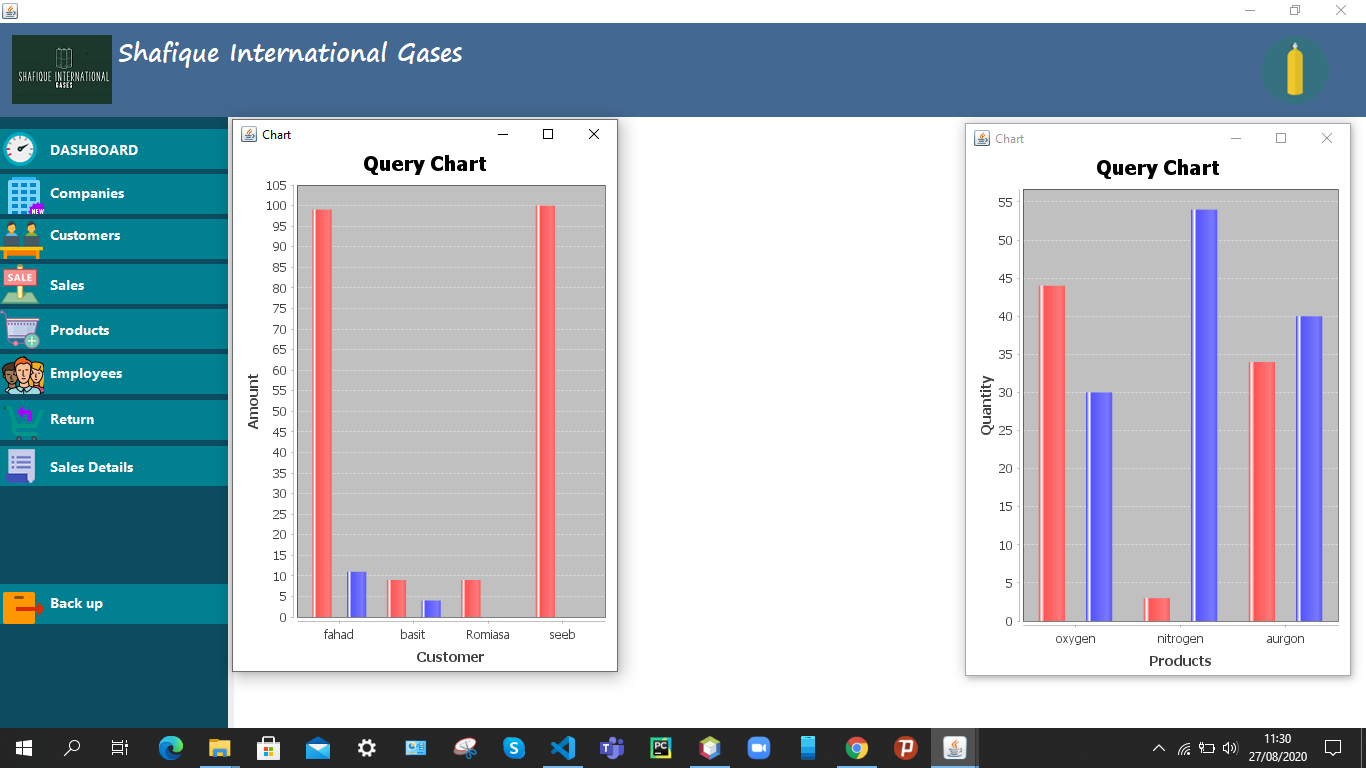 SHAFIQUE INTERNATIONAL
GASES
Shafique International Gases
DASHBOARD
Companies
NEW
Customers
SALE
Sales
Products
Employees
Return
Sales Details
Back up
Chart
Query Chart
105
100
95
90
85
80
75
70
65
60
55
50
45
40
35
30
25
20
15
10
5
0
Amount
fahad basit Romiasa seeb
Customer
Chart
Query Chart
55
50
45
40
35
30
25
20
15
10
5
0
Quantity
oxygen nitrogen aurgon
Products
11:30
27/08/2020